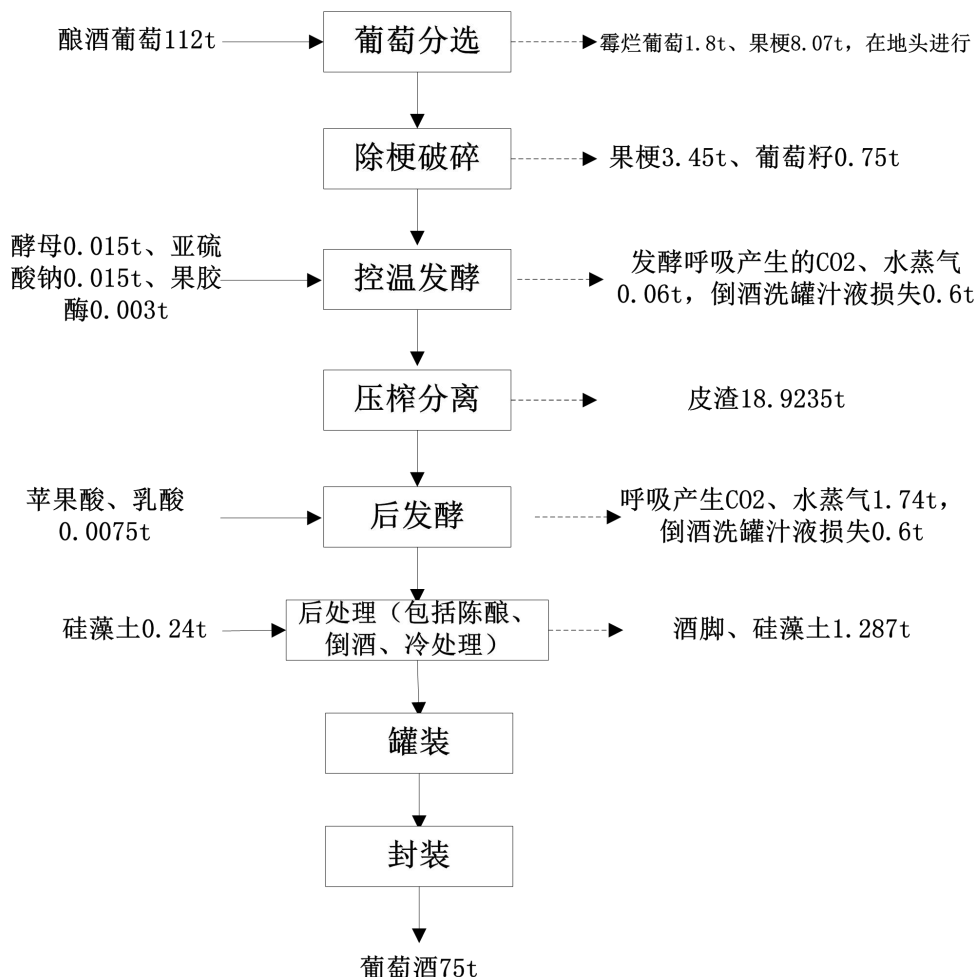 酿酒葡萄112t
葡萄分选
霉烂葡萄1.8t、果梗8.07t，在地头进行
除梗破碎
果梗3.45t、葡萄籽0.75t
酵母0.015t、亚硫
酸钠0.015t、果胶
酶0.003t
控温发酵
发酵呼吸产生的CO2、水蒸气
0.06t，倒酒洗罐汁液损失0.6t
压榨分离
皮渣18.9235t
苹果酸、乳酸
0.0075t
后发酵
呼吸产生CO2、水蒸气1.74t，
倒酒洗罐汁液损失0.6t
硅藻土0.24t
后处理（包括陈酿、
倒酒、冷处理）
酒脚、硅藻土1.287t
罐装
封装
葡萄酒75t